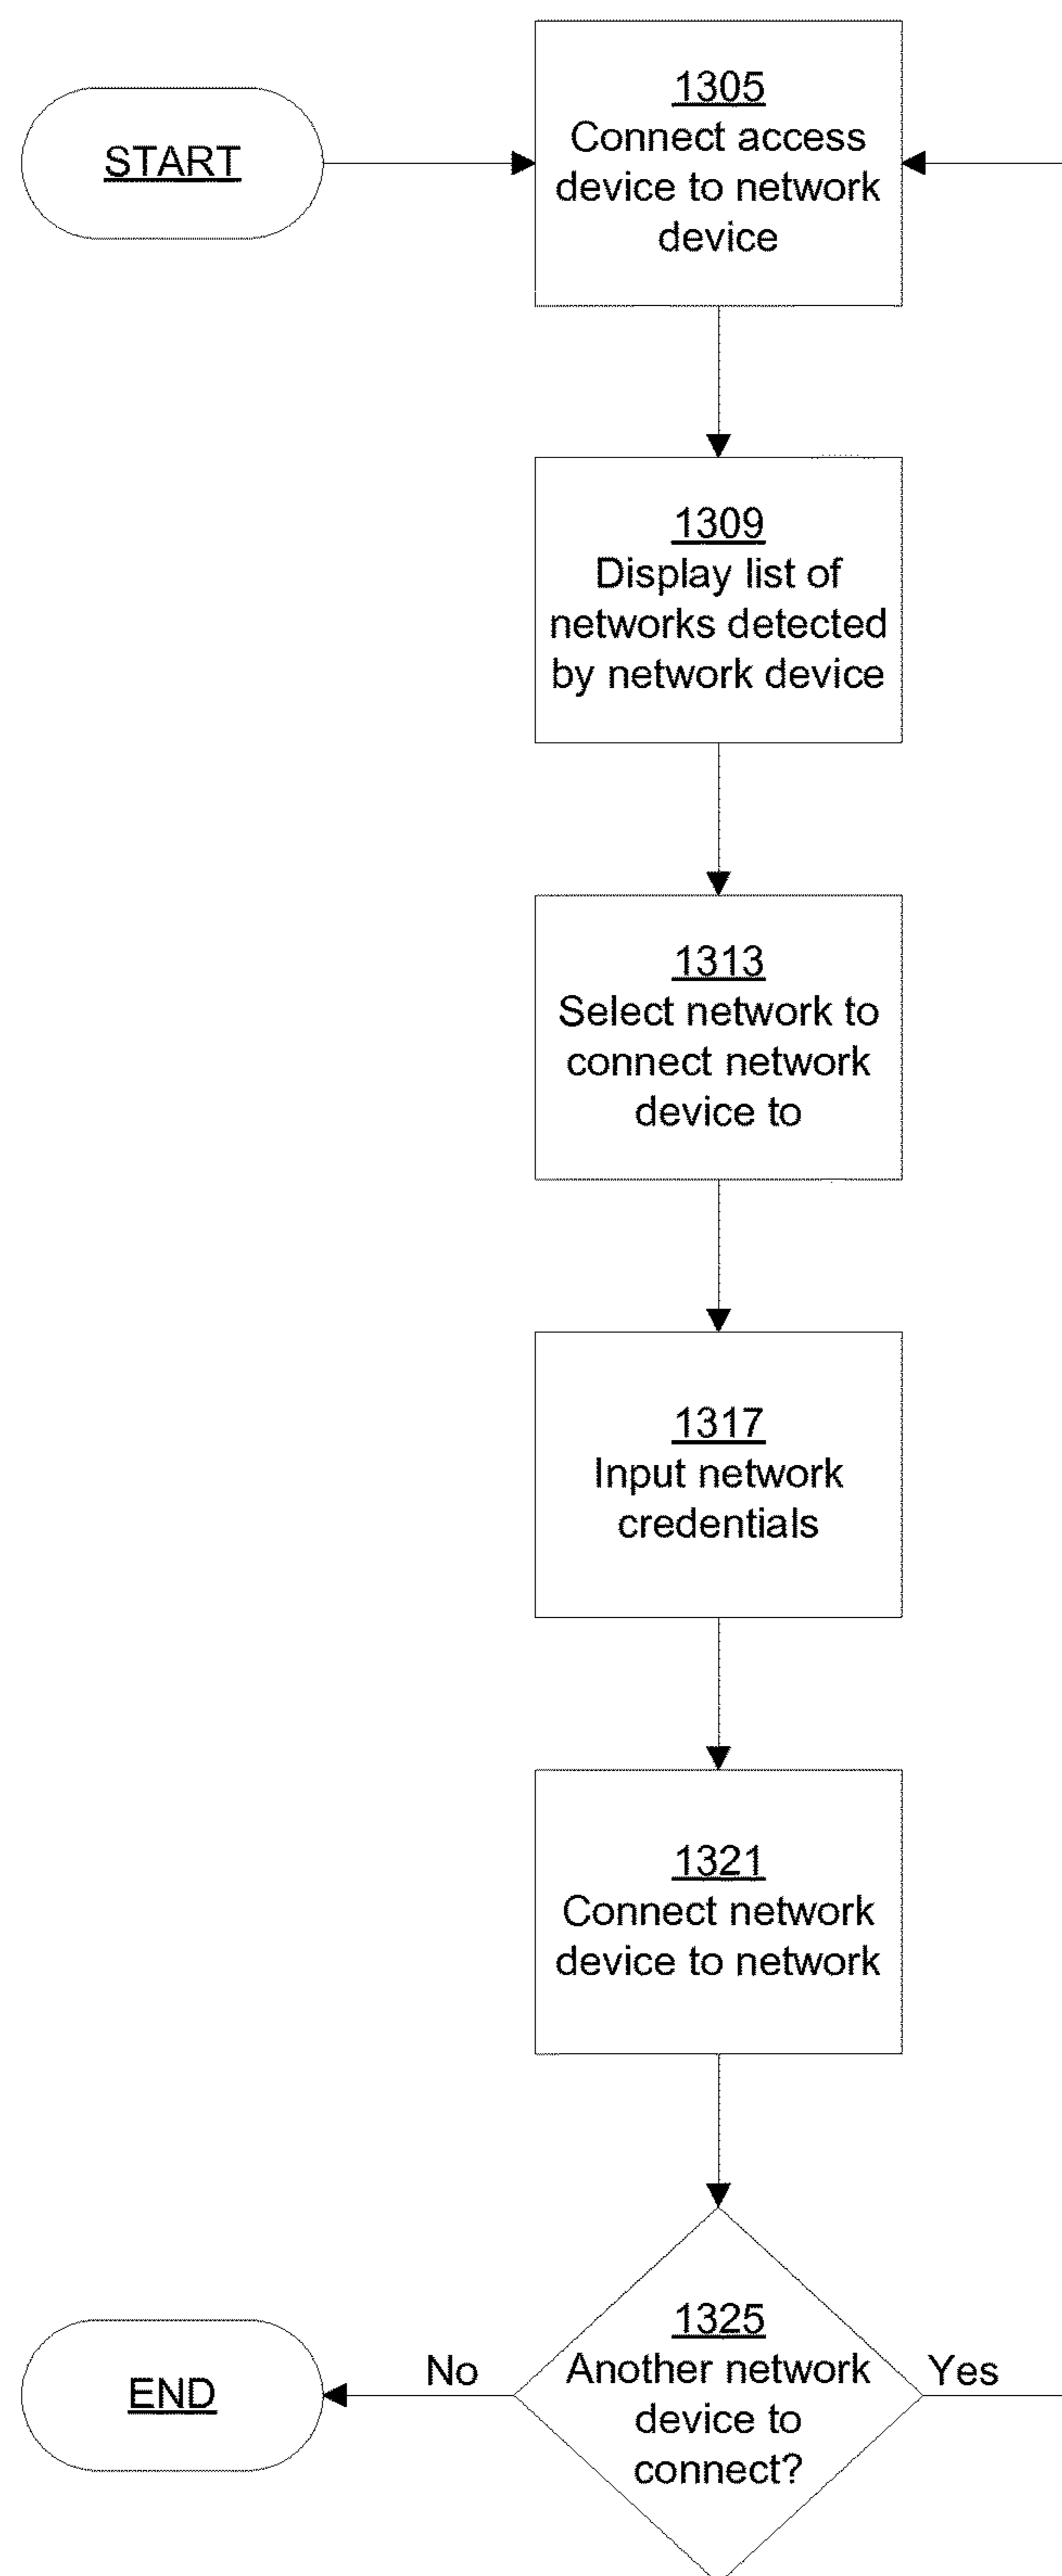 START
1305
Connect access
device to network
device
1309
Display list of
networks detected
by network device
1313
Select network to
connect network
device to
1317
Input network
credentials
1321
Connect network
device to network
1325
Another network
device to
connect?
No
Yes
END